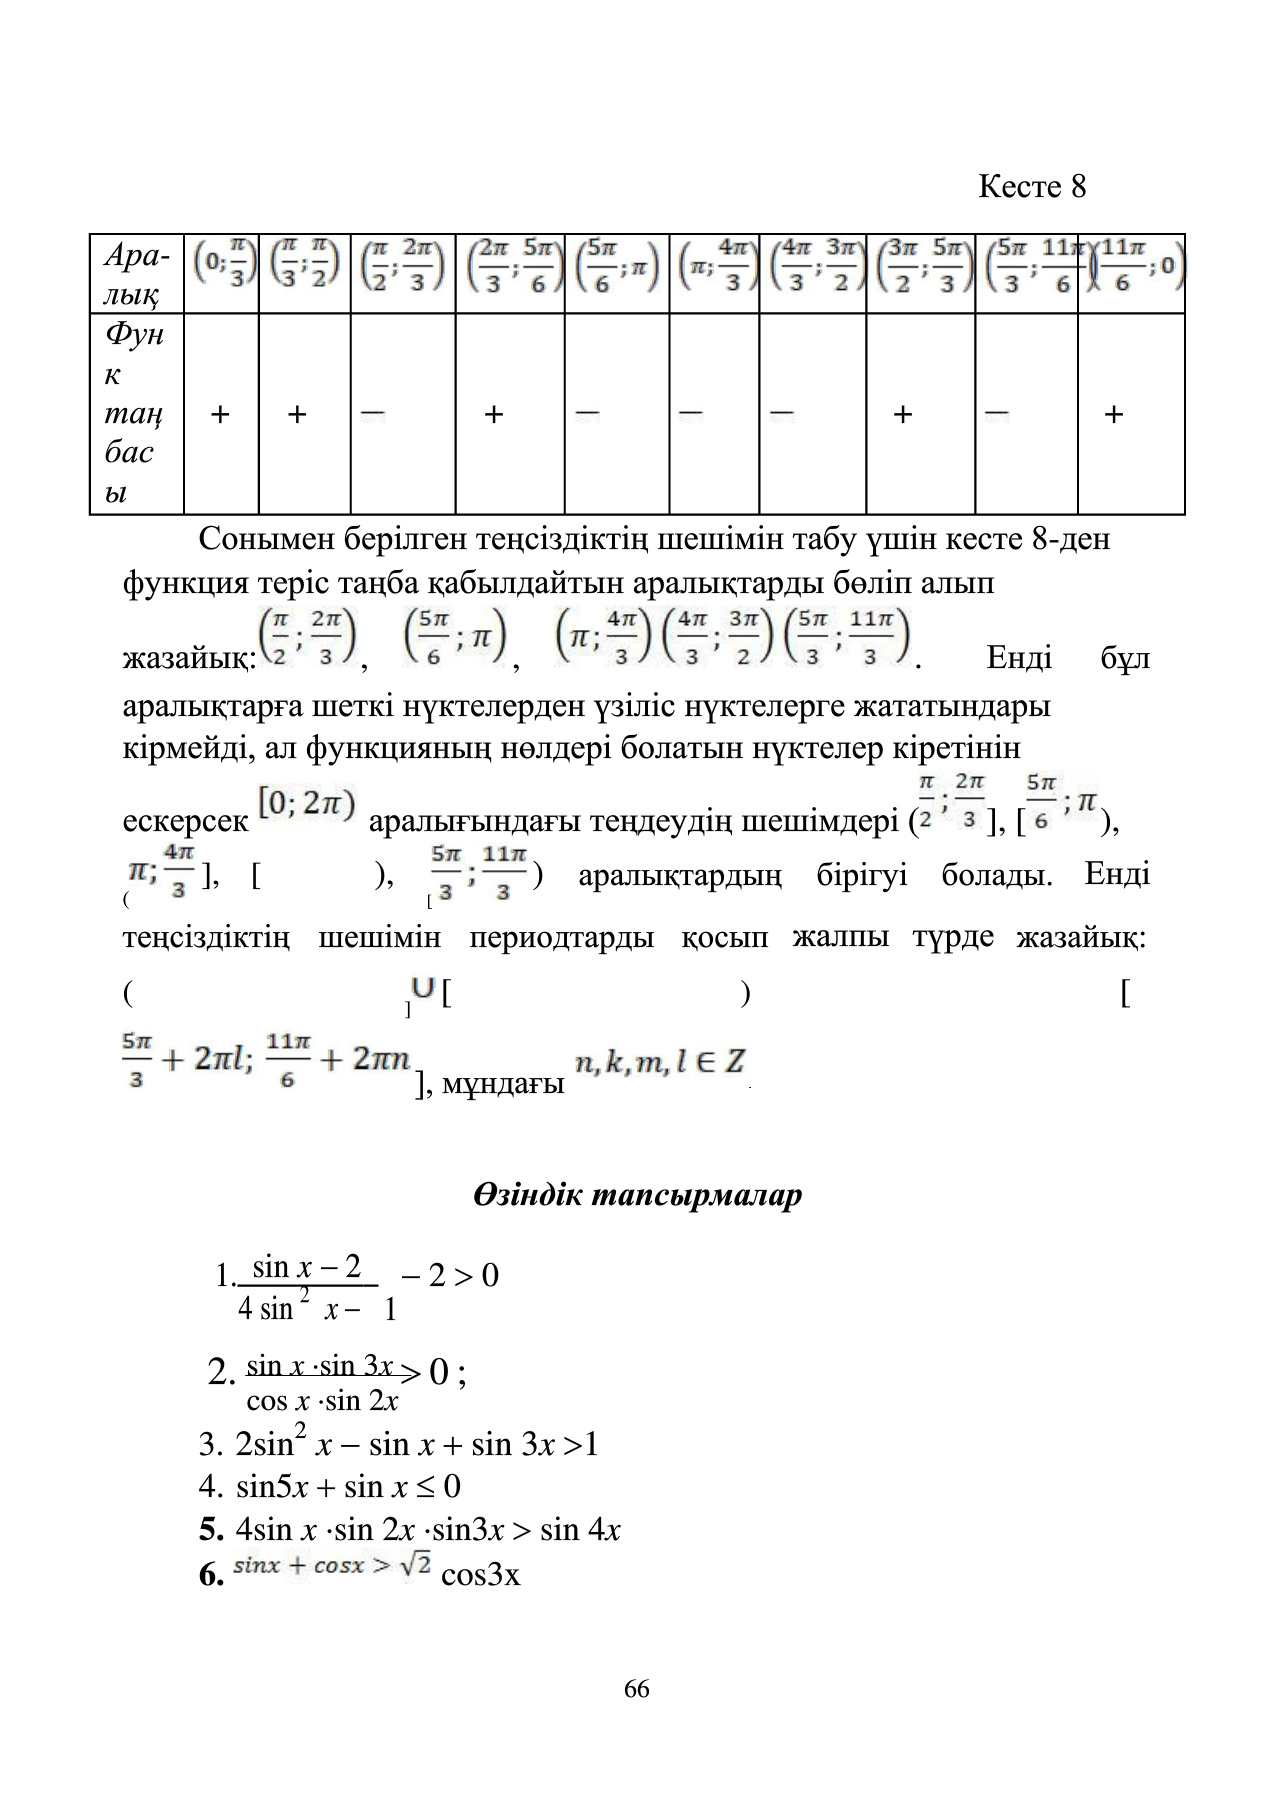 Кесте 8
Ара-лық (0; π/3) (π/3; π/2) (π/2; 2π/3) (2π/3; 5π/6) (5π/6; π) (π; 4π/3) (4π/3; 3π/2) (3π/2; 5π/3) (5π/3; 11π/6) (11π/6; 0)
Функ таңбасы + + − + − − − + − +
Сонымен берілген теңсіздіктің шешімін табу үшін кесте 8-ден
функция теріс таңба қабылдайтын аралықтарды бөліп алып
жазайық: (π/2; 2π/3), (5π/6; π), (π; 4π/3) (4π/3; 3π/2) (5π/3; 11π/3). Енді бұл
аралықтарға шеткі нүктелерден үзіліс нүктелерге жататындары
кірмейді, ал функцияның нөлдері болатын нүктелер кіретінін
ескерсек [0; 2π) аралығындағы теңдеудің шешімдері (π/2; 2π/3], [5π/6; π),
(π; 4π/3], [ ), [5π/3; 11π/3) аралықтардың бірігуі болады. Енді
теңсіздіктің шешімін периодтарды қосып жалпы түрде жазайық:
( ] ∪ [ ) [
5π/3 + 2πl; 11π/6 + 2πn], мұндағы n, k, m, l ∈ Z.
Өзіндік тапсырмалар
1. (sin x – 2)/(4 sin² x – 1) – 2 > 0
2. (sin x ·sin 3x)/(cos x ·sin 2x) > 0 ;
3. 2sin² x – sin x + sin 3x >1
4. sin5x + sin x ≤ 0
5. 4sin x ·sin 2x ·sin3x > sin 4x
6. sinx + cosx > √2 cos3x
66